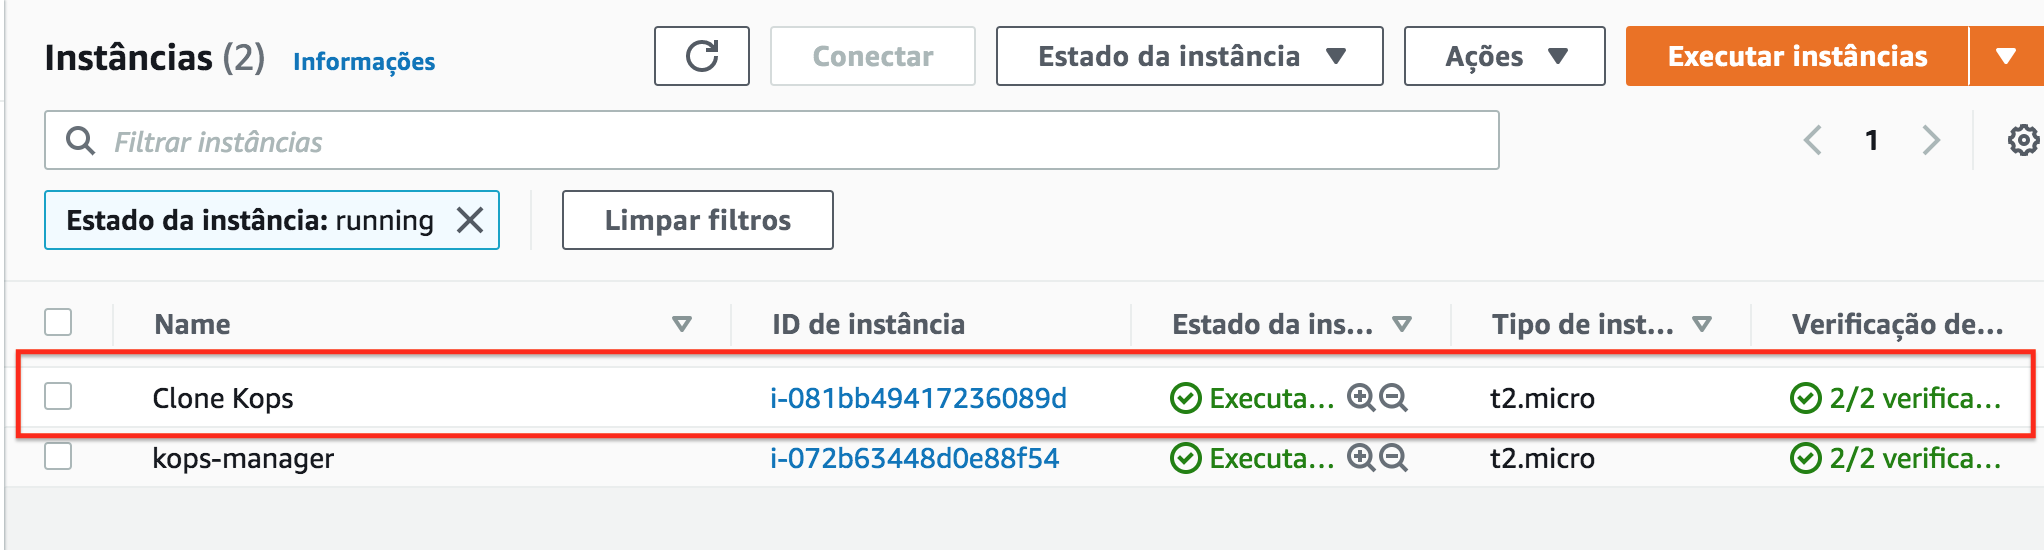 Instâncias (2) Informações Conectar Estado da instância Ações Executar instâncias
Filtrar instâncias 1
Estado da instância: running Limpar filtros
Name ID de instância Estado da ins... Tipo de inst... Verificação de...
Clone Kops i-081bb49417236089d Executa... t2.micro 2/2 verifica...
kops-manager i-072b63448d0e88f54 Executa... t2.micro 2/2 verifica...